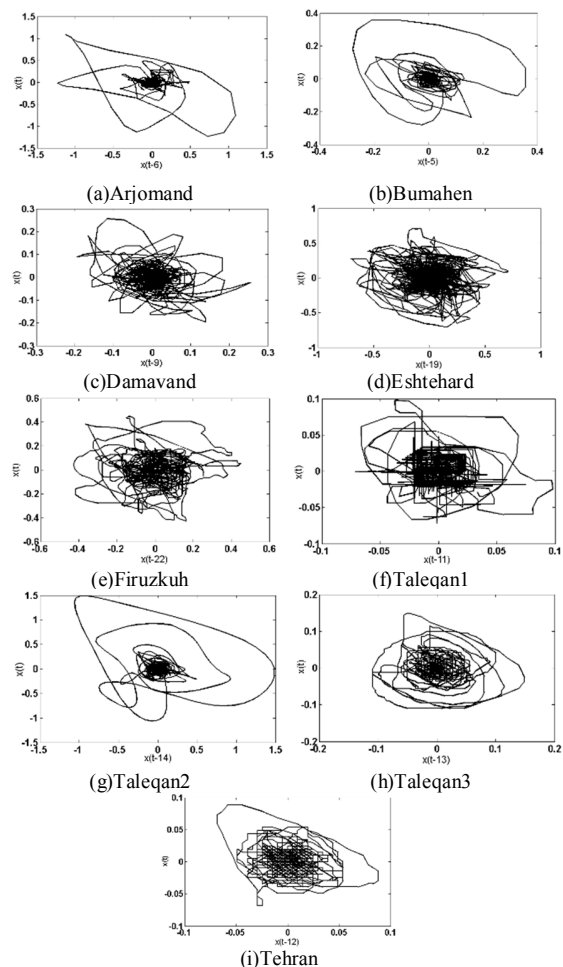 1.5
1
0.5
0
-0.5
-1
-1.5
x(t)
-1.5 -1 -0.5 0 0.5 1 1.5
x(t-6)
(a)Arjomand
0.4
0.2
0
-0.2
-0.4
x(t)
-0.4 -0.2 0 0.2 0.4
x(t-5)
(b)Bumahen
0.3
0.2
0.1
0
-0.1
-0.2
-0.3
x(t)
-0.3 -0.2 -0.1 0 0.1 0.2 0.3
x(t-9)
(c)Damavand
1
0.5
0
-0.5
-1
x(t)
-1 -0.5 0 0.5 1
x(t-19)
(d)Eshtehard
0.6
0.4
0.2
0
-0.2
-0.4
-0.6
x(t)
-0.6 -0.4 -0.2 0 0.2 0.4 0.6
x(t-22)
(e)Firuzkuh
0.1
0.05
0
-0.05
-0.1
x(t)
-0.1 -0.05 0 0.05 0.1
x(t-11)
(f)Taleqan1
1.5
1
0.5
0
-0.5
-1
-1.5
x(t)
-1.5 -1 -0.5 0 0.5 1 1.5
x(t-14)
(g)Taleqan2
0.2
0.1
0
-0.1
-0.2
x(t)
-0.2 -0.1 0 0.1 0.2
x(t-13)
(h)Taleqan3
0.1
0.05
0
-0.05
-0.1
x(t)
-0.1 -0.05 0 0.05 0.1
x(t-12)
(i)Tehran